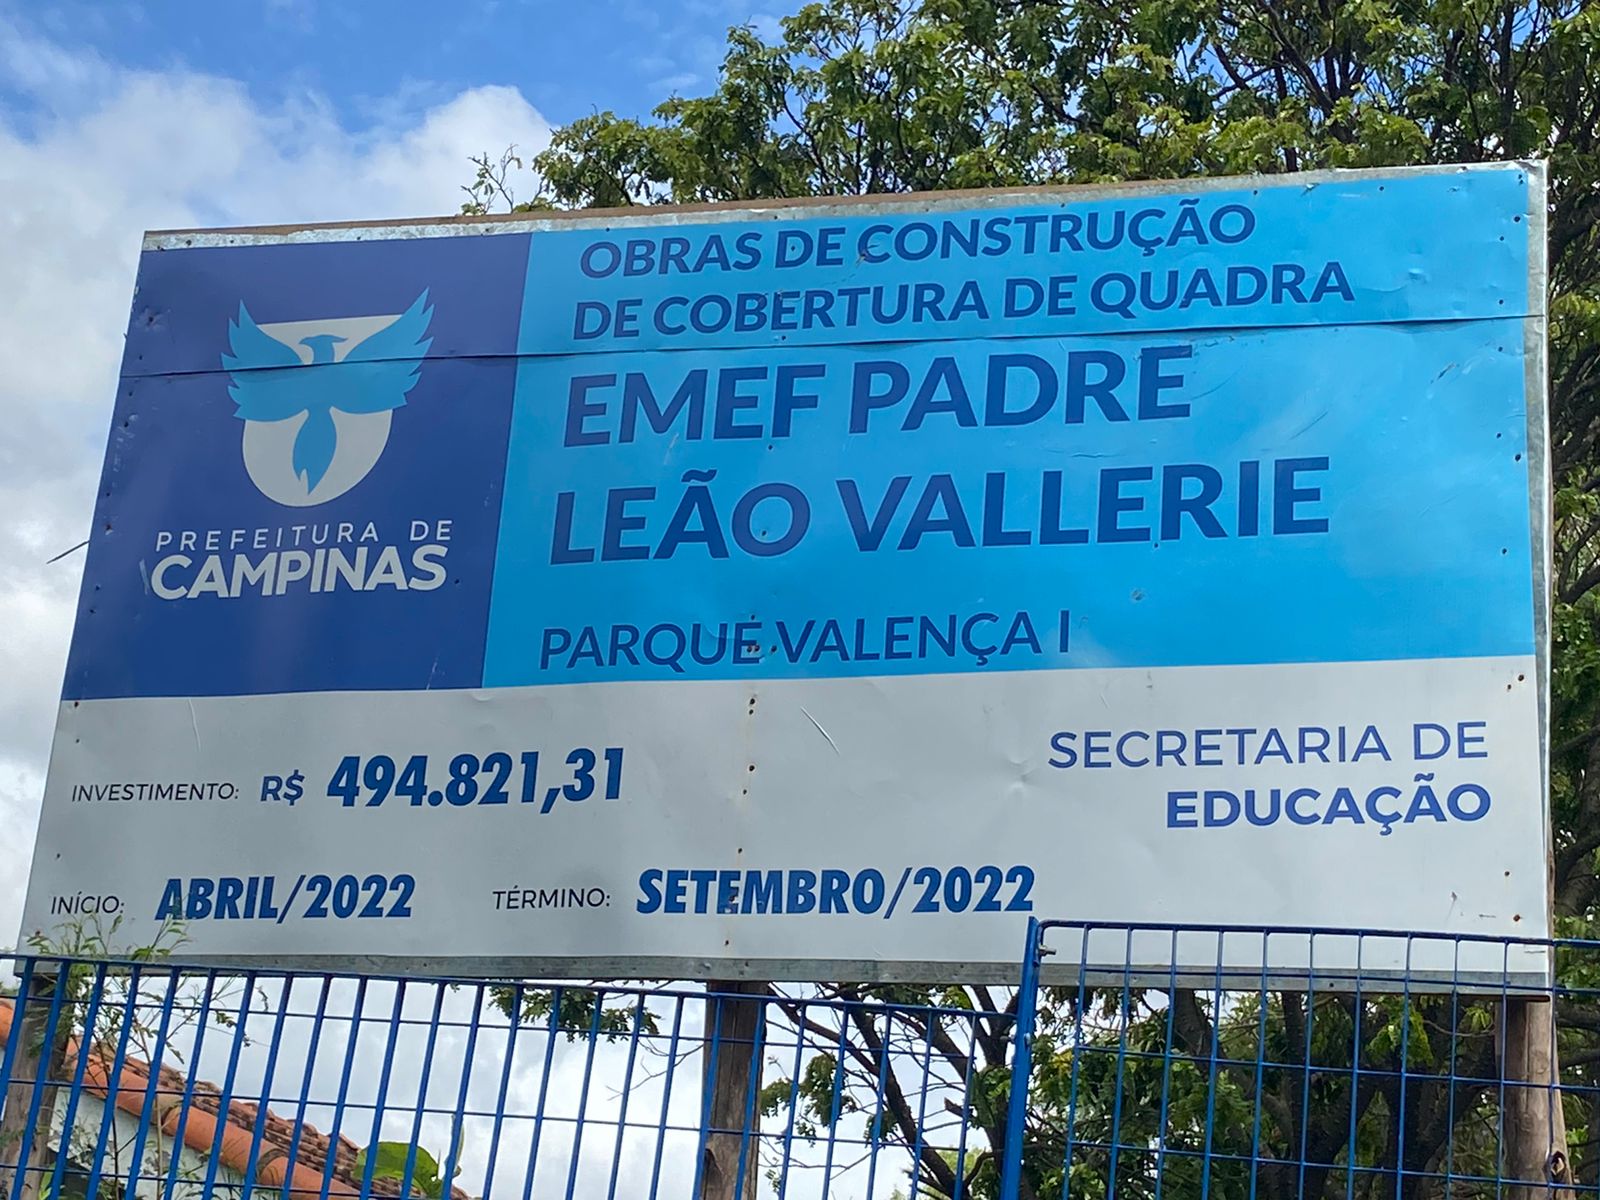 OBRAS DE CONSTRUÇÃO
DE COBERTURA DE QUADRA
EMEF PADRE
LEÃO VALLERIE
PARQUE VALENÇA I
PREFEITURA DE
CAMPINAS
INVESTIMENTO: R$ 494.821,31
INÍCIO: ABRIL/2022 TÉRMINO: SETEMBRO/2022
SECRETARIA DE
EDUCAÇÃO